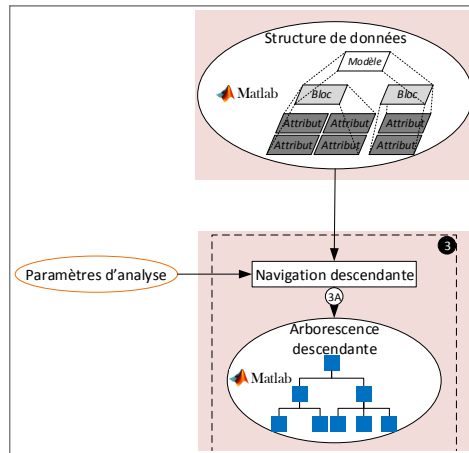 Structure de données
Modèle
Matlab
Bloc Bloc
Attribut Attribut Attribut
Attribut Attribut Attribut
3
Paramètres d'analyse
Navigation descendante
3A
Arborescence
descendante
Matlab